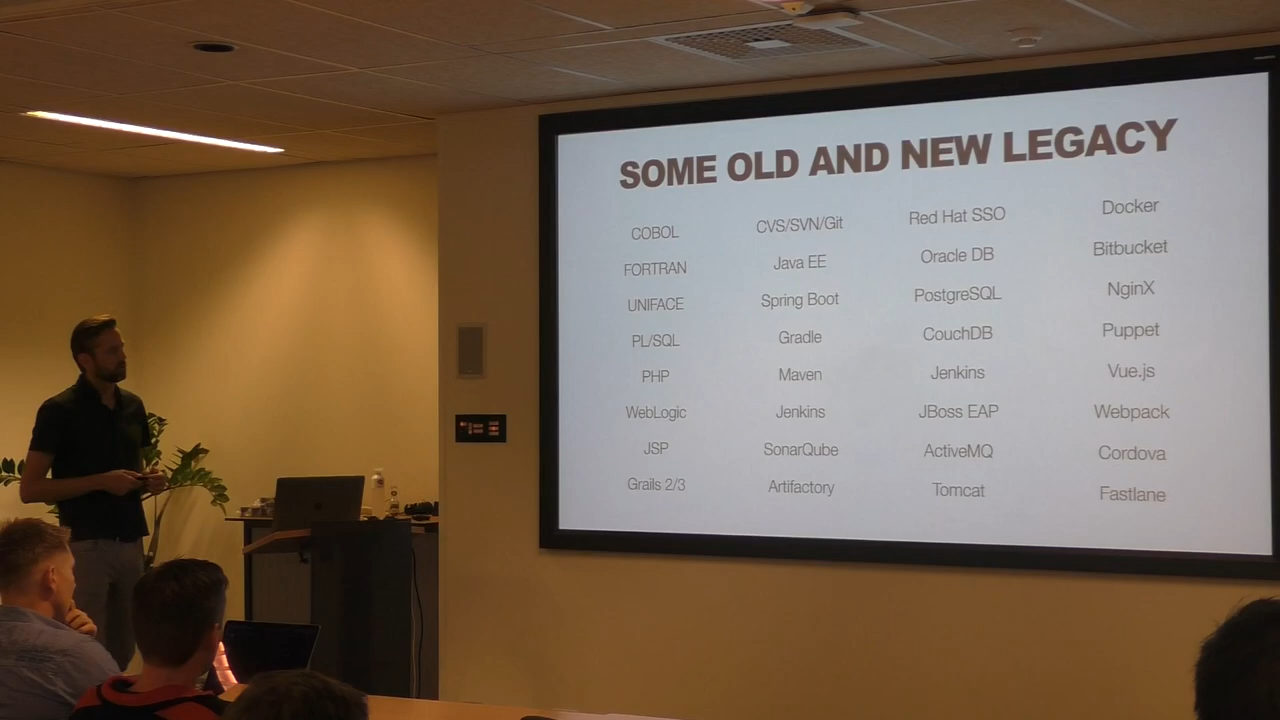 SOME OLD AND NEW LEGACY
COBOL
FORTRAN
UNIFACE
PL/SQL
PHP
WebLogic
JSP
Grails 2/3
CVS/SVN/Git
Java EE
Spring Boot
Gradle
Maven
Jenkins
SonarQube
Artifactory
Red Hat SSO
Oracle DB
PostgreSQL
CouchDB
Jenkins
JBoss EAP
ActiveMQ
Tomcat
Docker
Bitbucket
NginX
Puppet
Vue.js
Webpack
Cordova
Fastlane